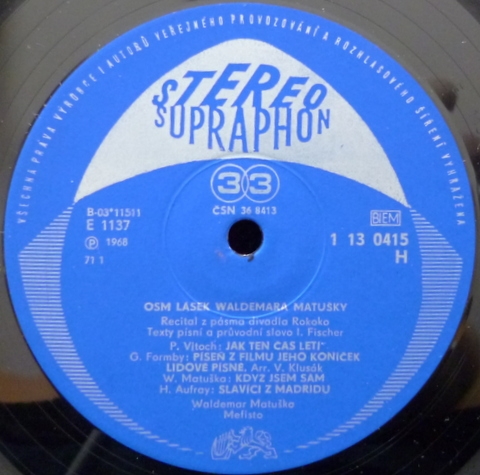 VŠECHNA PRÁVA VÝROBCE I AUTORŮ VEŘEJNÉHO PROVOZOVÁNÍ A ROZHLASOVÉHO ŠÍŘENÍ VYHRAZENA
STEREO
SUPRAPHON
33
ČSN 36 8413
B-03*11511
E 1137
Ⓟ 1968
71 1
BIEM
1 13 0415
H
OSM LÁSEK WALDEMARA MATUŠKY
Recital z pásma divadla Rokoko
Texty písní a průvodní slovo I. Fischer
P. Vitoch: JAK TEN ČAS LETÍ
G. Formby: PÍSEŇ Z FILMU JEHO KONÍČEK
LIDOVÉ PÍSNĚ, Arr. V. Klusák
W. Matuška: KDYŽ JSEM SÁM
H. Aufray: SLAVÍCI Z MADRIDU
Waldemar Matuška
Mefisto